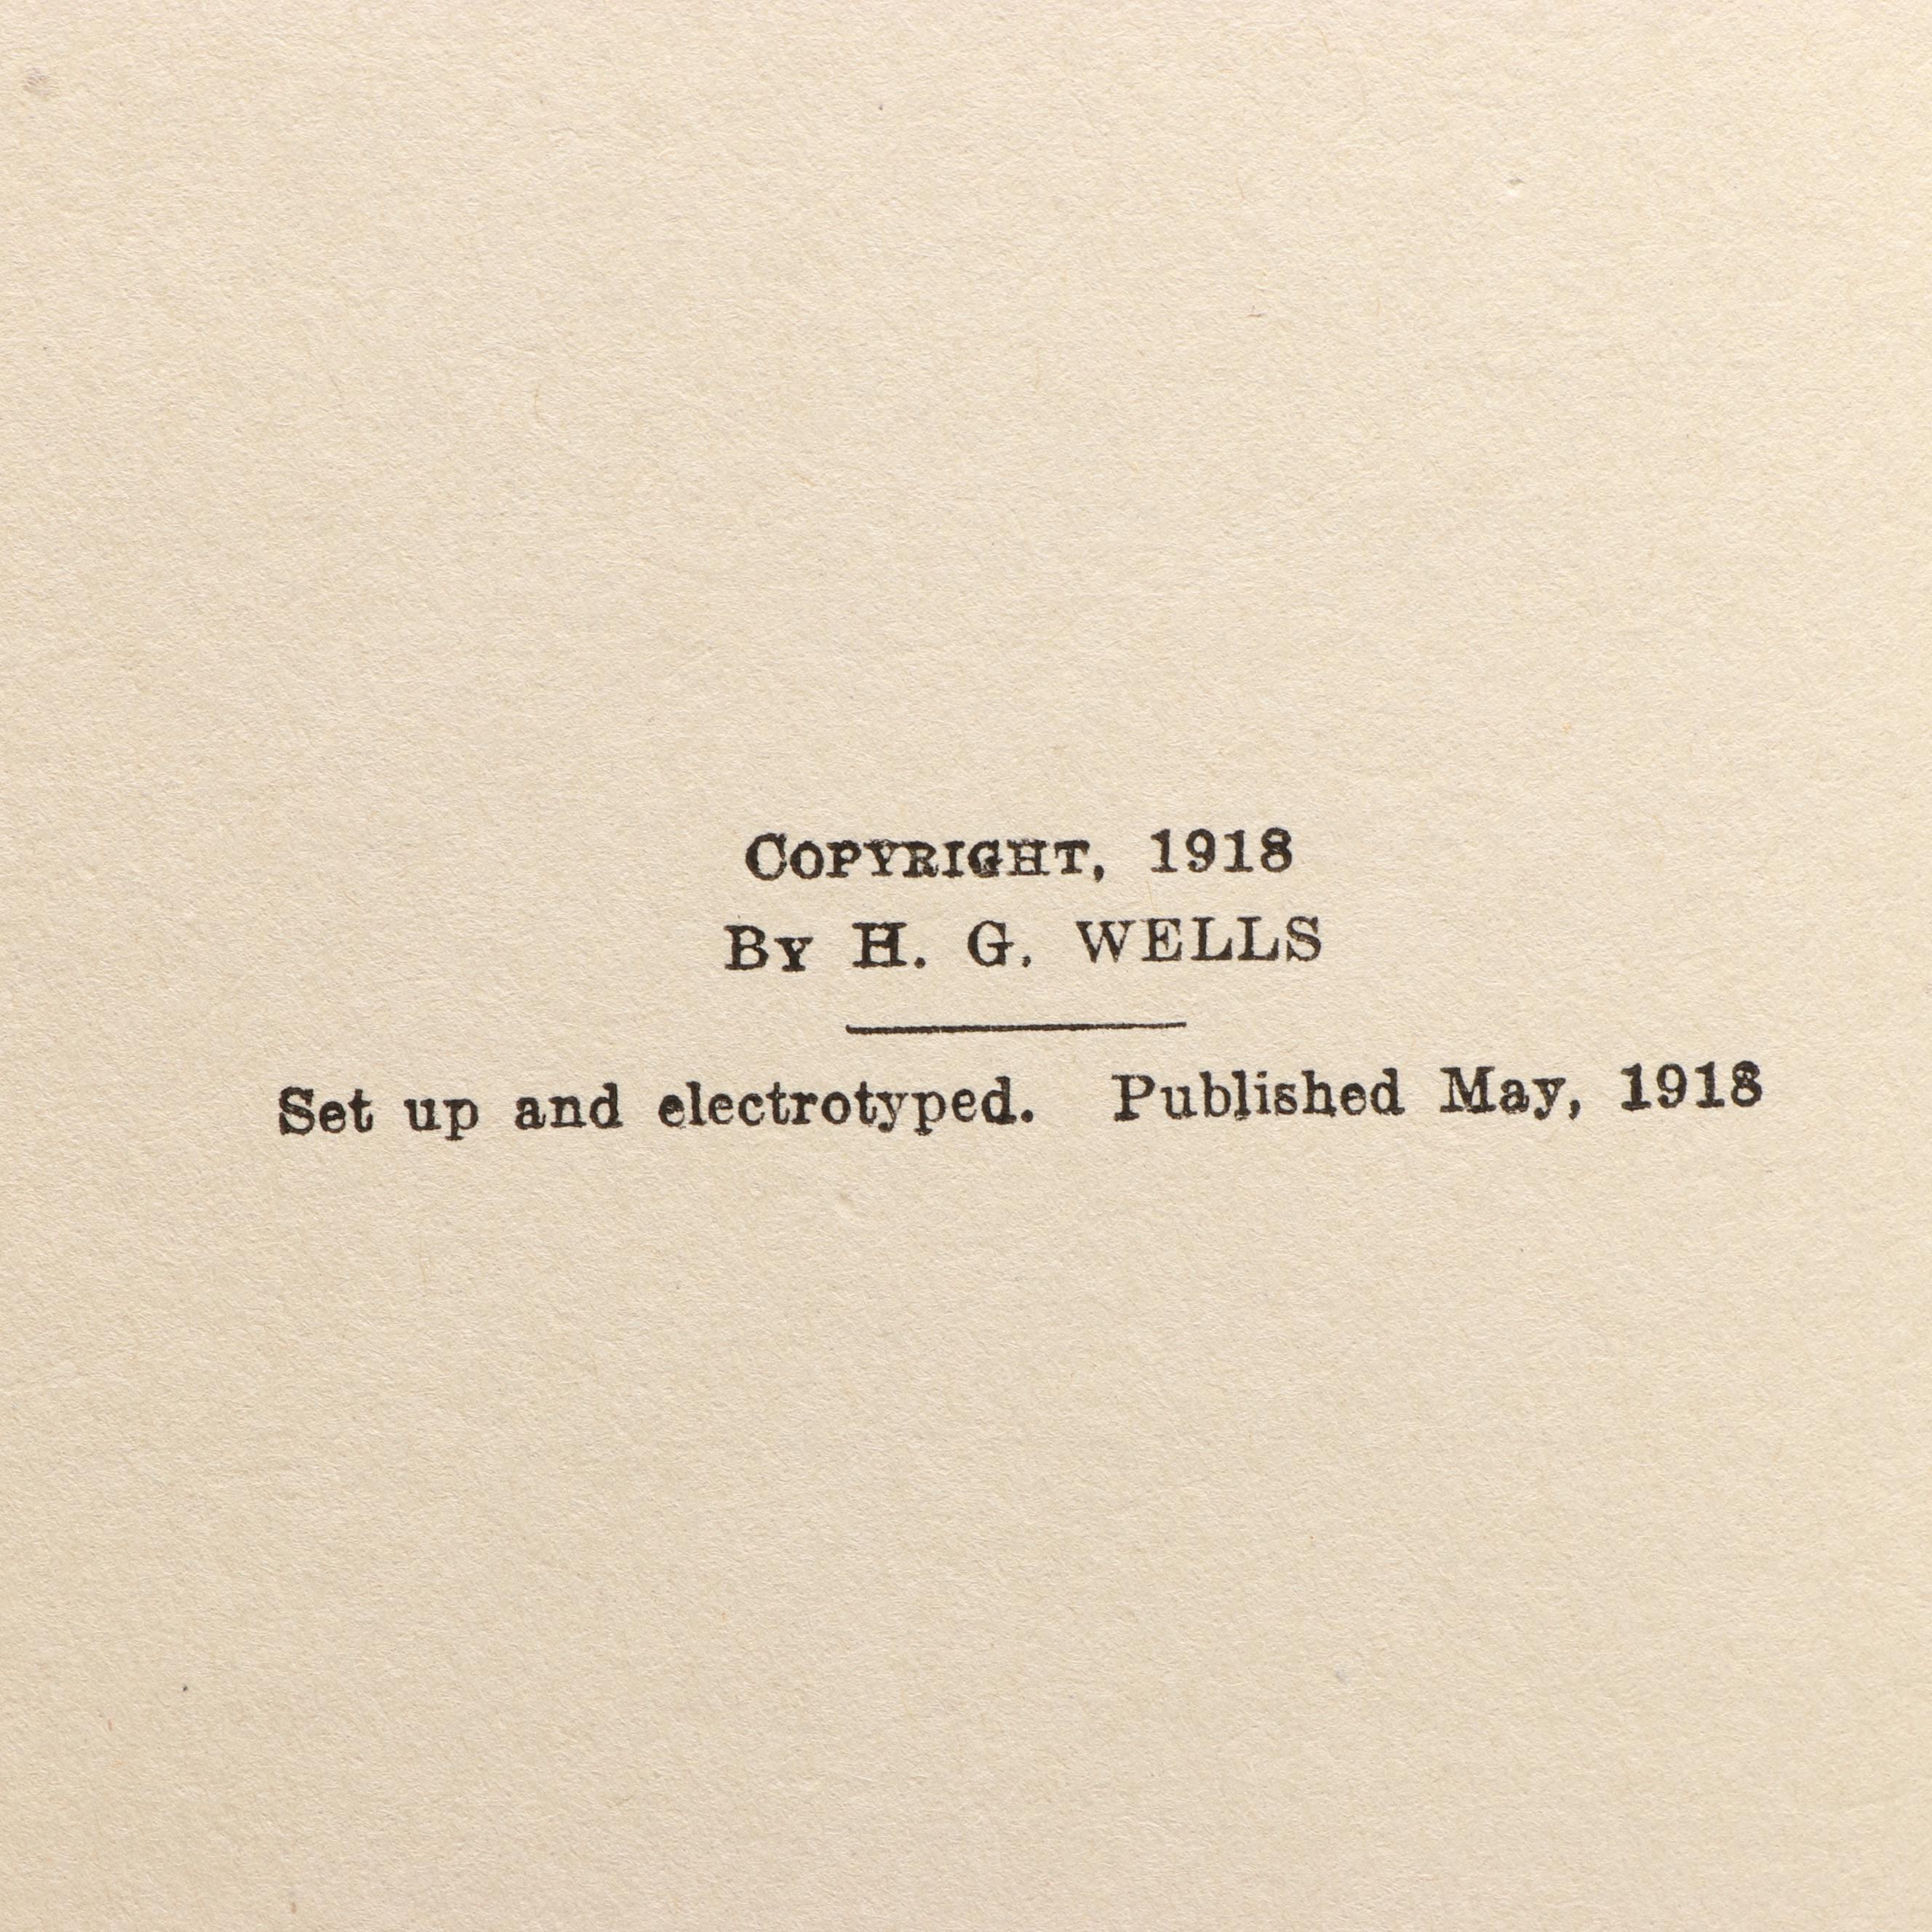 COPYRIGHT, 1918
BY H. G. WELLS
Set up and electrotyped. Published May, 1918